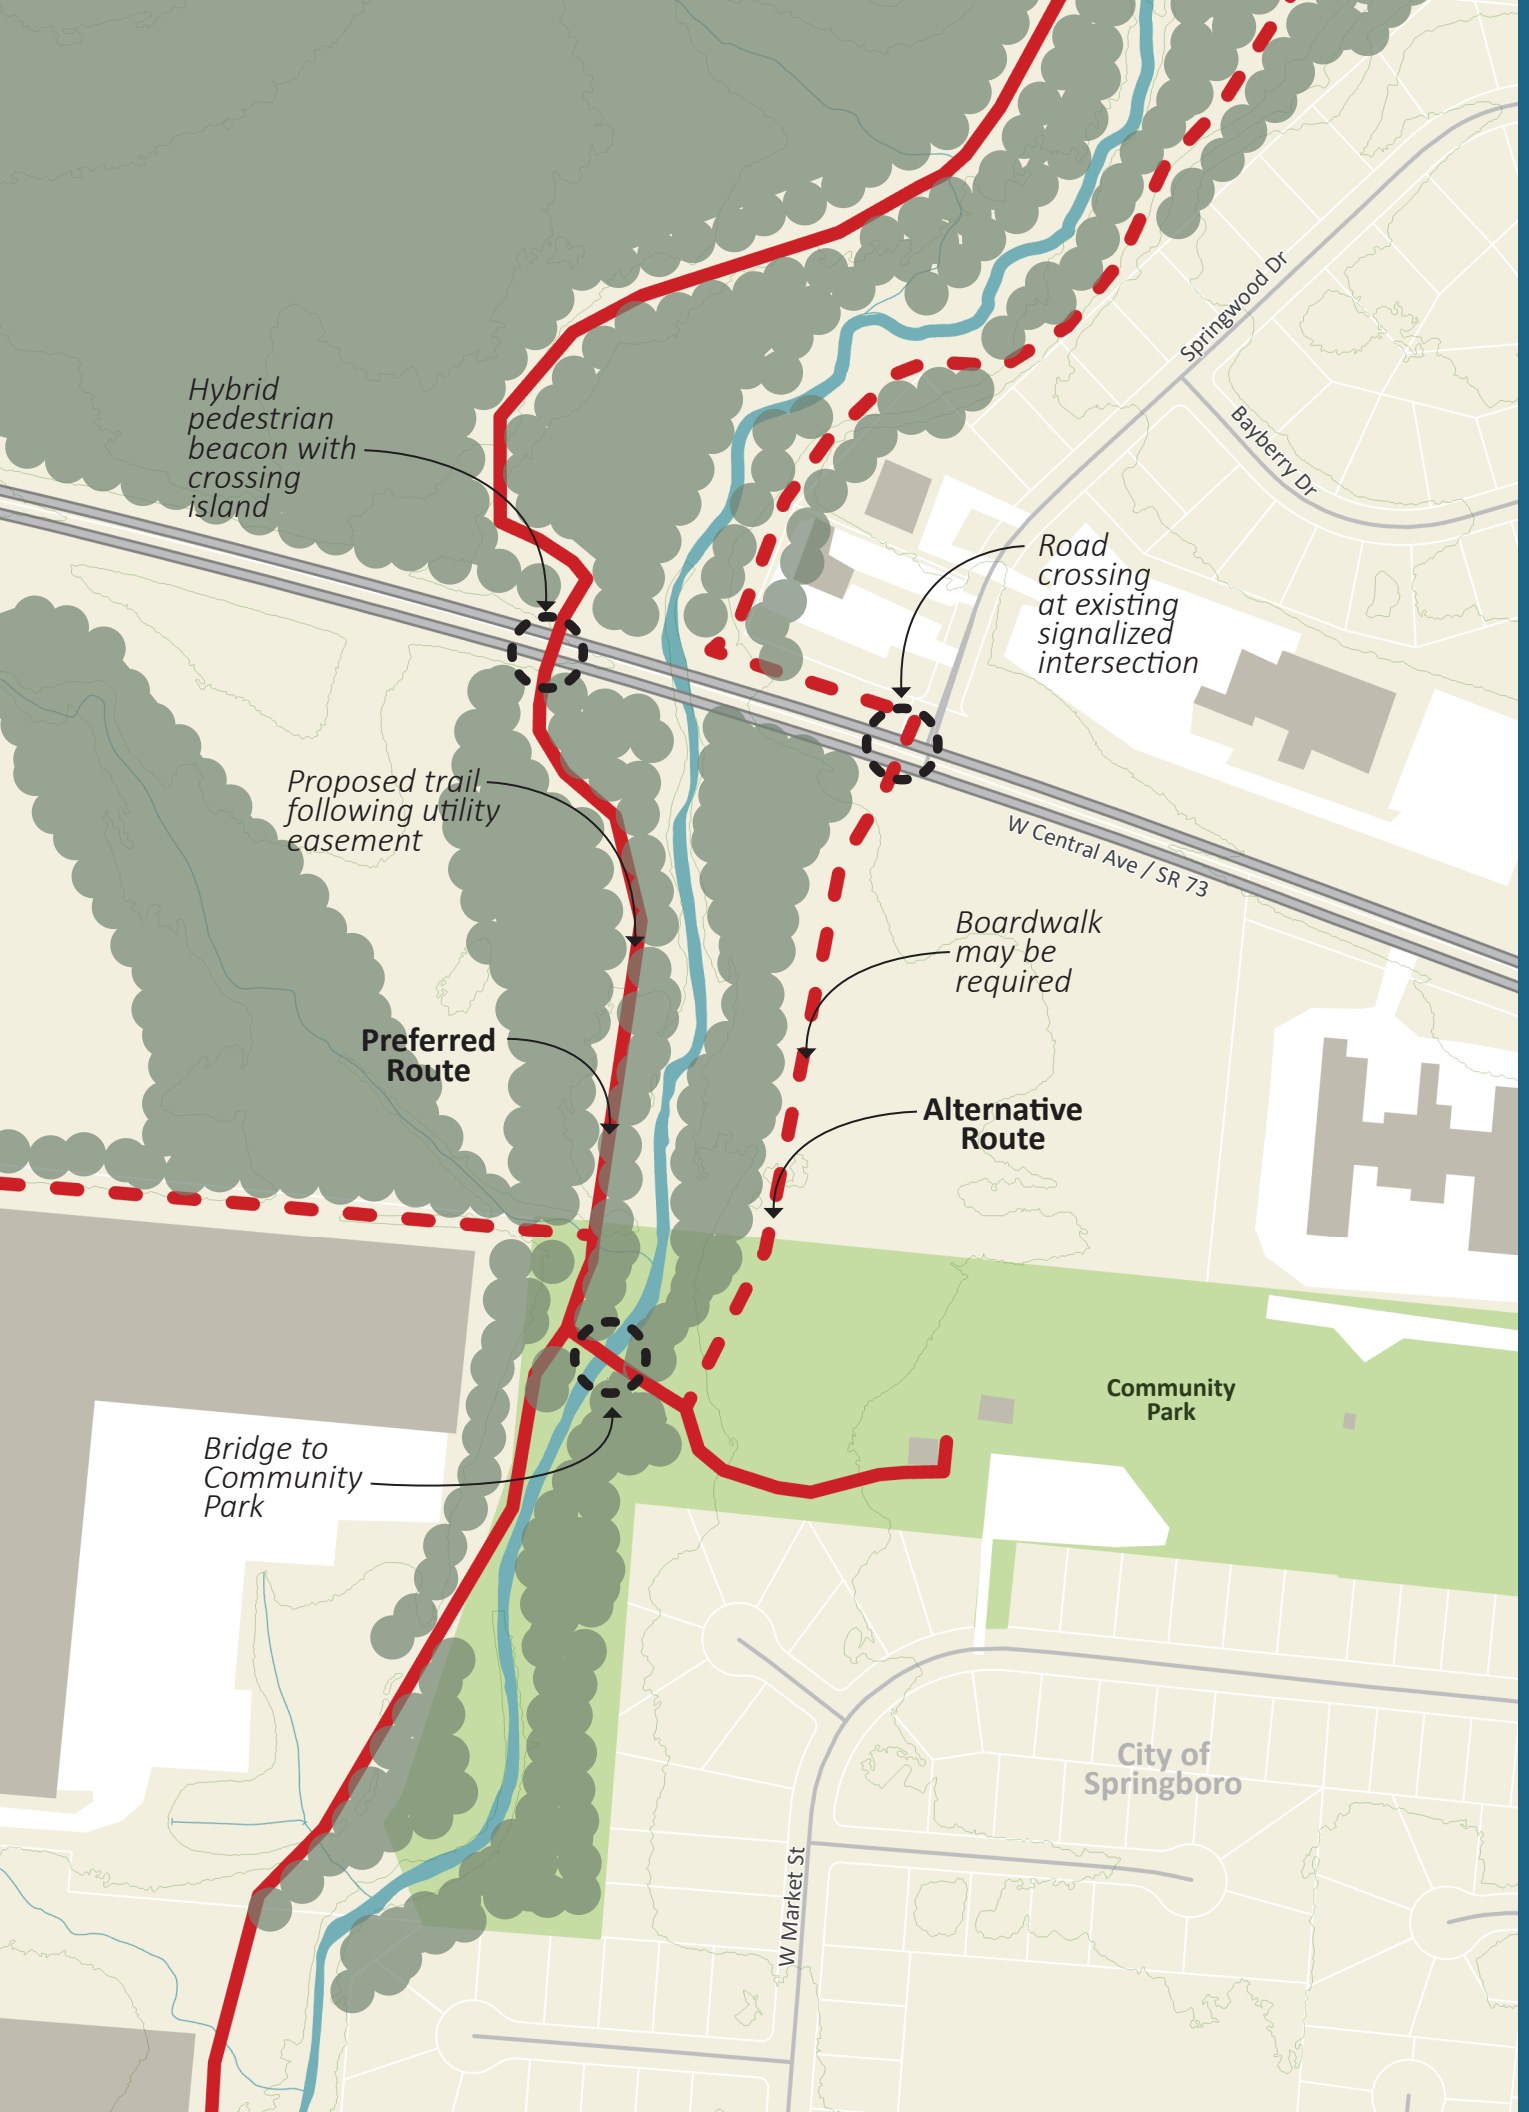 Springwood Dr
Hybrid
pedestrian
beacon with
crossing
island
Bayberry Dr
Road
crossing
at existing
signalized
intersection
Proposed trail
following utility
easement
W Central Ave / SR 73
Boardwalk
may be
required
Preferred
Route
Alternative
Route
Community
Park
Bridge to
Community
Park
City of
Springboro
W Market St